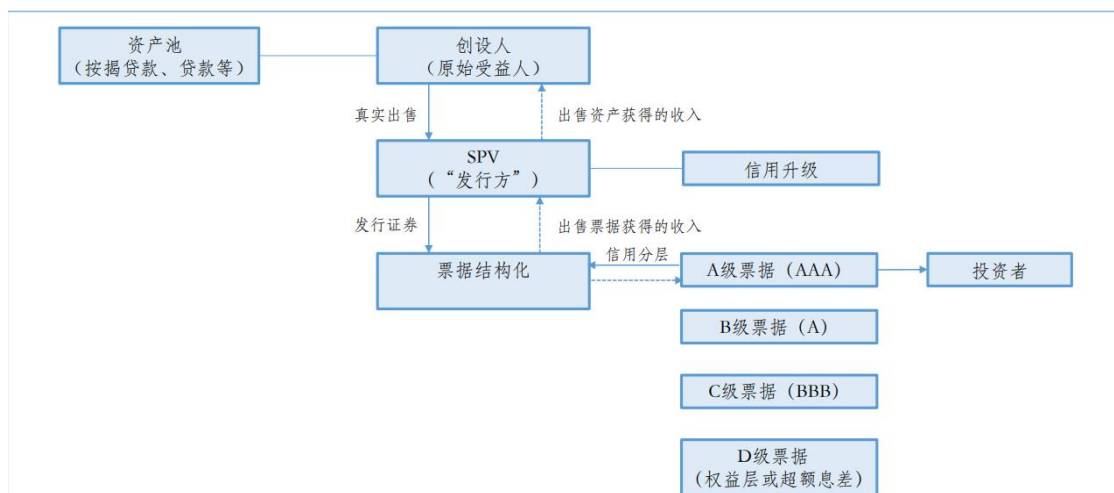 资产池
（按揭贷款、贷款等）
创设人
（原始受益人）
真实出售
出售资产获得的收入
SPV
（“发行方”）
信用升级
发行证券
出售票据获得的收入
信用分层
票据结构化
A级票据（AAA）
投资者
B级票据（A）
C级票据（BBB）
D级票据
（权益层或超额息差）